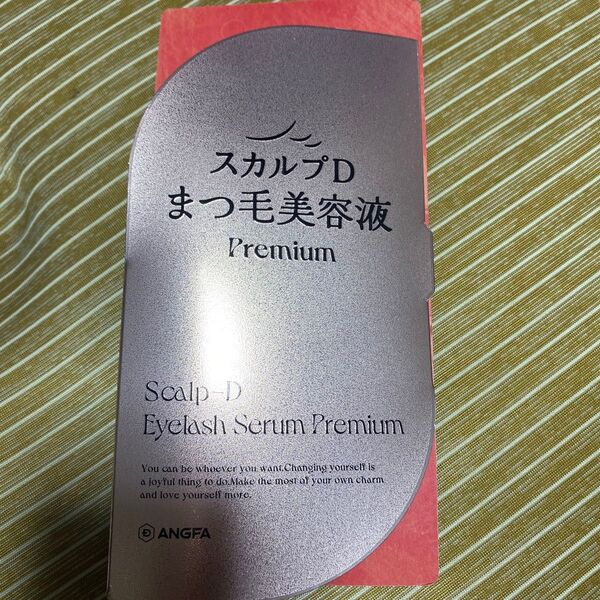 スカルプD
まつ毛美容液
Premium
Scalp-D
Eyelash Serum Premium
You can be whoever you want.Changing yourself is
a joyful thing to do.Make the most of your own charm
and love yourself more.
ANGFA